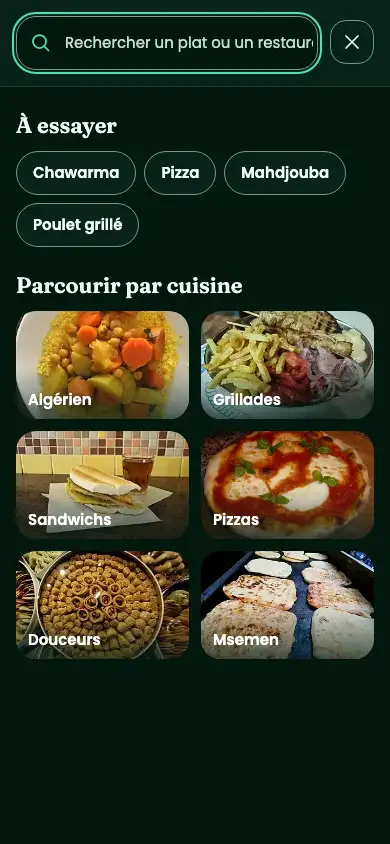 Rechercher un plat ou un restaur
À essayer
Chawarma
Pizza
Mahdjouba
Poulet grillé
Parcourir par cuisine
Algérien
Grillades
Sandwichs
Pizzas
Douceurs
Msemen